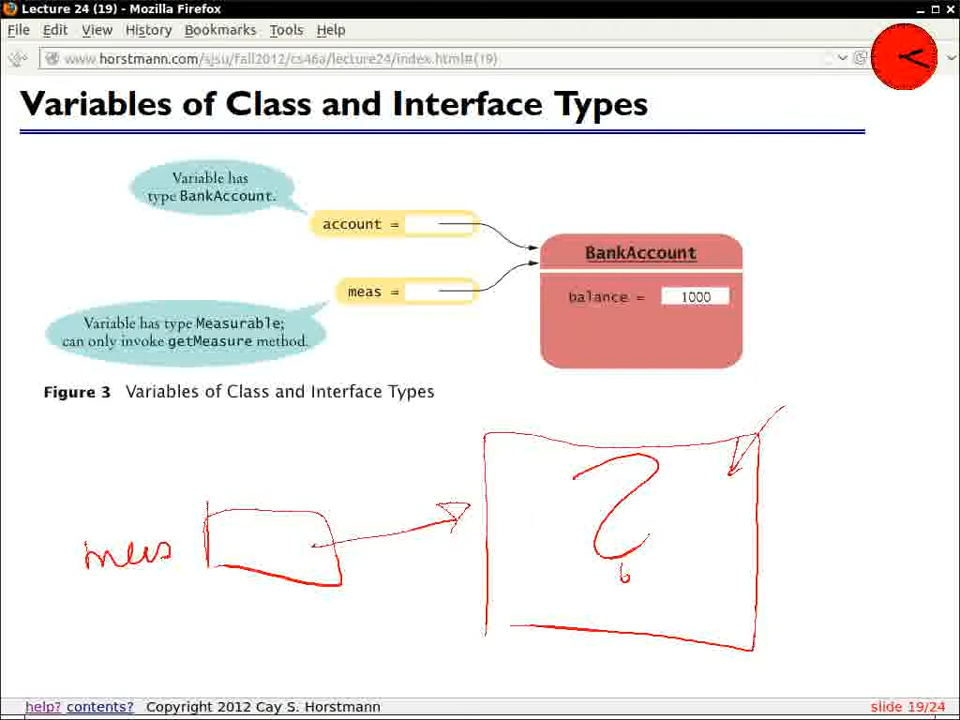 Lecture 24 (19) - Mozilla Firefox
File Edit View History Bookmarks Tools Help
www.horstmann.com/sjsu/fall2012/cs46a/lecture24/index.html#(19)
Variables of Class and Interface Types
Variable has
type BankAccount.
account =
BankAccount
balance = 1000
meas =
Variable has type Measurable;
can only invoke getMeasure method.
Figure 3 Variables of Class and Interface Types
?
meas
help? contents? Copyright 2012 Cay S. Horstmann
slide 19/24